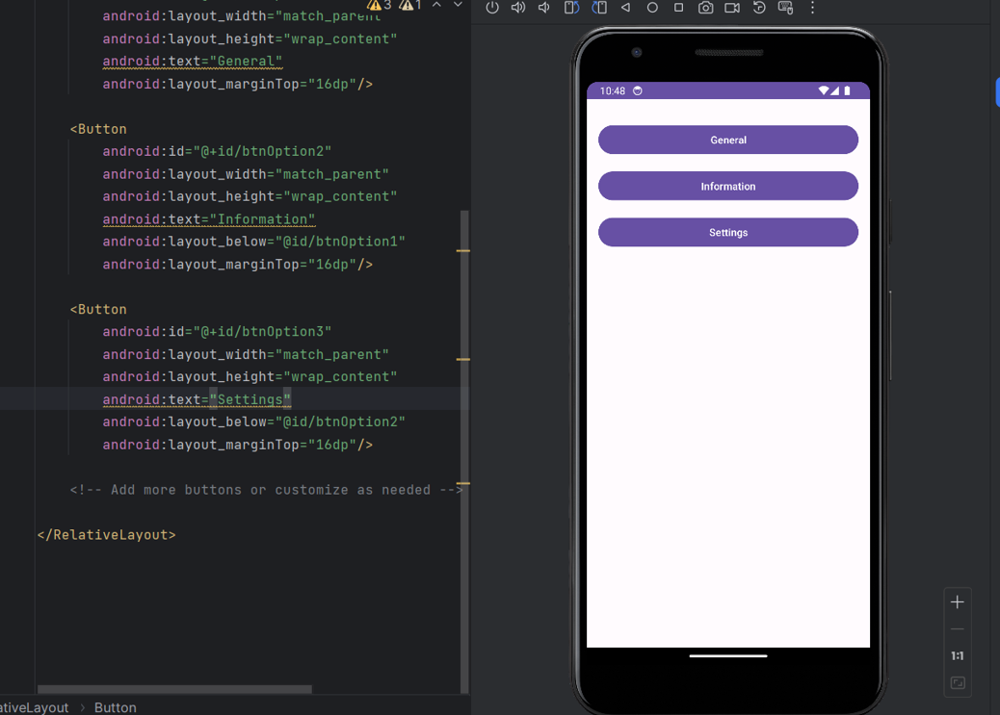 android:layout_width="match_parent"
3 1
android:layout_height="wrap_content"
android:text="General"
android:layout_marginTop="16dp"/>
<Button
android:id="@+id/btnOption2"
android:layout_width="match_parent"
android:layout_height="wrap_content"
android:text="Information"
android:layout_below="@id/btnOption1"
android:layout_marginTop="16dp"/>
<Button
android:id="@+id/btnOption3"
android:layout_width="match_parent"
android:layout_height="wrap_content"
android:text="Settings"
android:layout_below="@id/btnOption2"
android:layout_marginTop="16dp"/>
<!-- Add more buttons or customize as needed -->
</RelativeLayout>
ativeLayout > Button
10:48
General
Information
Settings
1:1